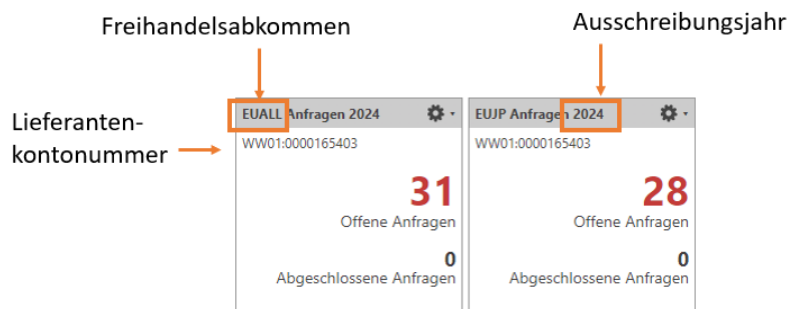 Freihandelsabkommen
Ausschreibungsjahr
Lieferanten-
kontonummer
EUALL Anfragen 2024
WW01:0000165403
31
Offene Anfragen
0
Abgeschlossene Anfragen
EUJP Anfragen 2024
WW01:0000165403
28
Offene Anfragen
0
Abgeschlossene Anfragen